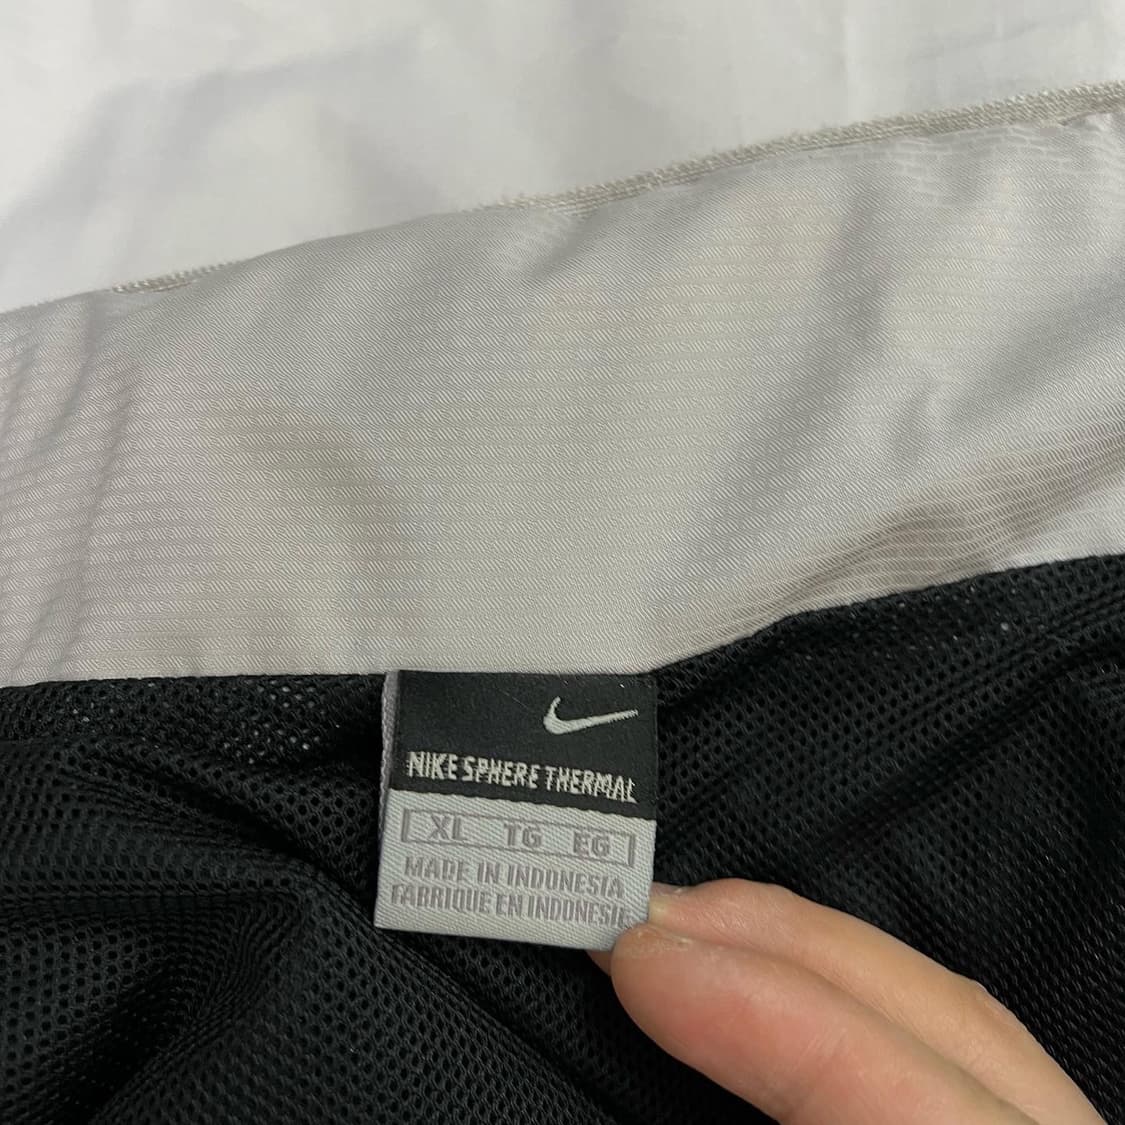 NIKE SPHERE THERMAL
XL TG EG
MADE IN INDONESIA
FABRIQUE EN INDONESIE